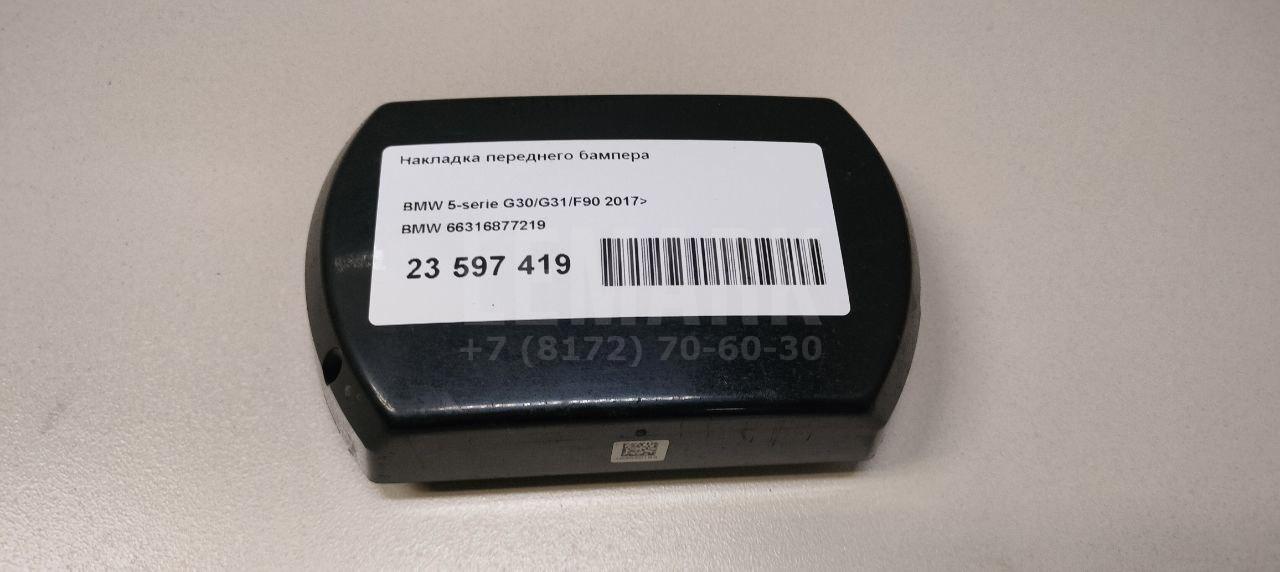 Накладка переднего бампера
BMW 5-serie G30/G31/F90 2017>
BMW 66316877219
23 597 419
LEMARK
+7 (8172) 70-60-30